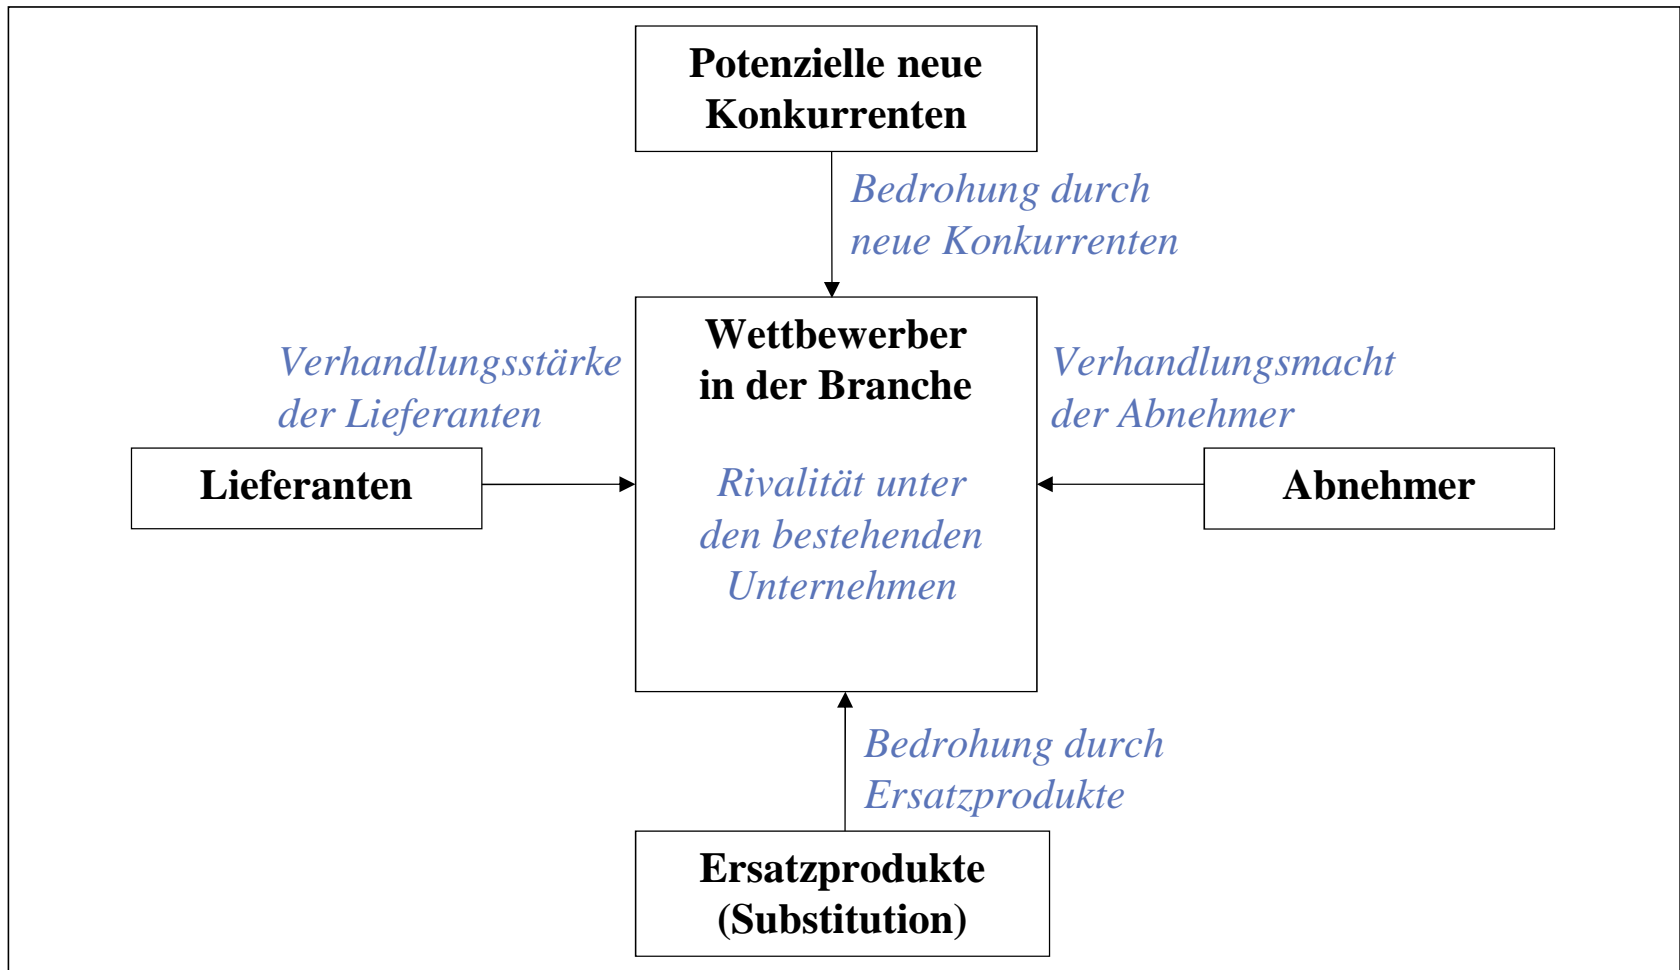 Potenzielle neue
Konkurrenten
Bedrohung durch
neue Konkurrenten
Verhandlungsstärke
der Lieferanten
Lieferanten
Wettbewerber
in der Branche
Rivalität unter
den bestehenden
Unternehmen
Verhandlungsmacht
der Abnehmer
Abnehmer
Bedrohung durch
Ersatzprodukte
Ersatzprodukte
(Substitution)